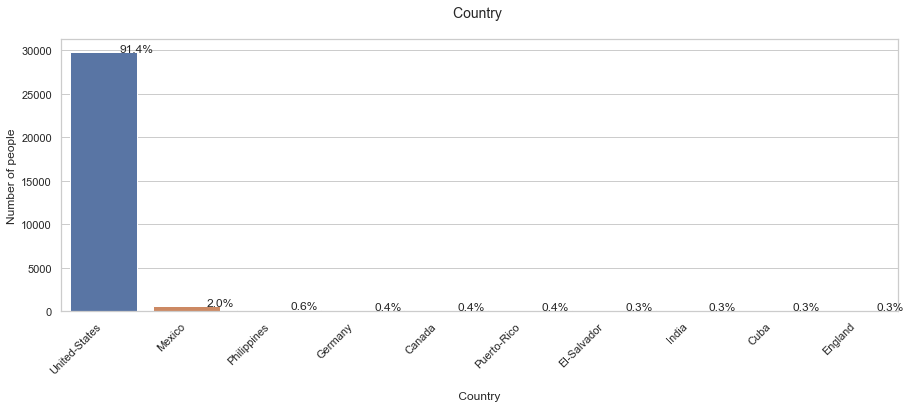 Country
91.4%
30000
25000
20000
15000
10000
5000
0
Number of people
2.0%
0.6%
0.4%
0.4%
0.4%
0.3%
0.3%
0.3%
0.3%
United-States
Mexico
Philippines
Germany
Canada
Puerto-Rico
El-Salvador
India
Cuba
England
Country